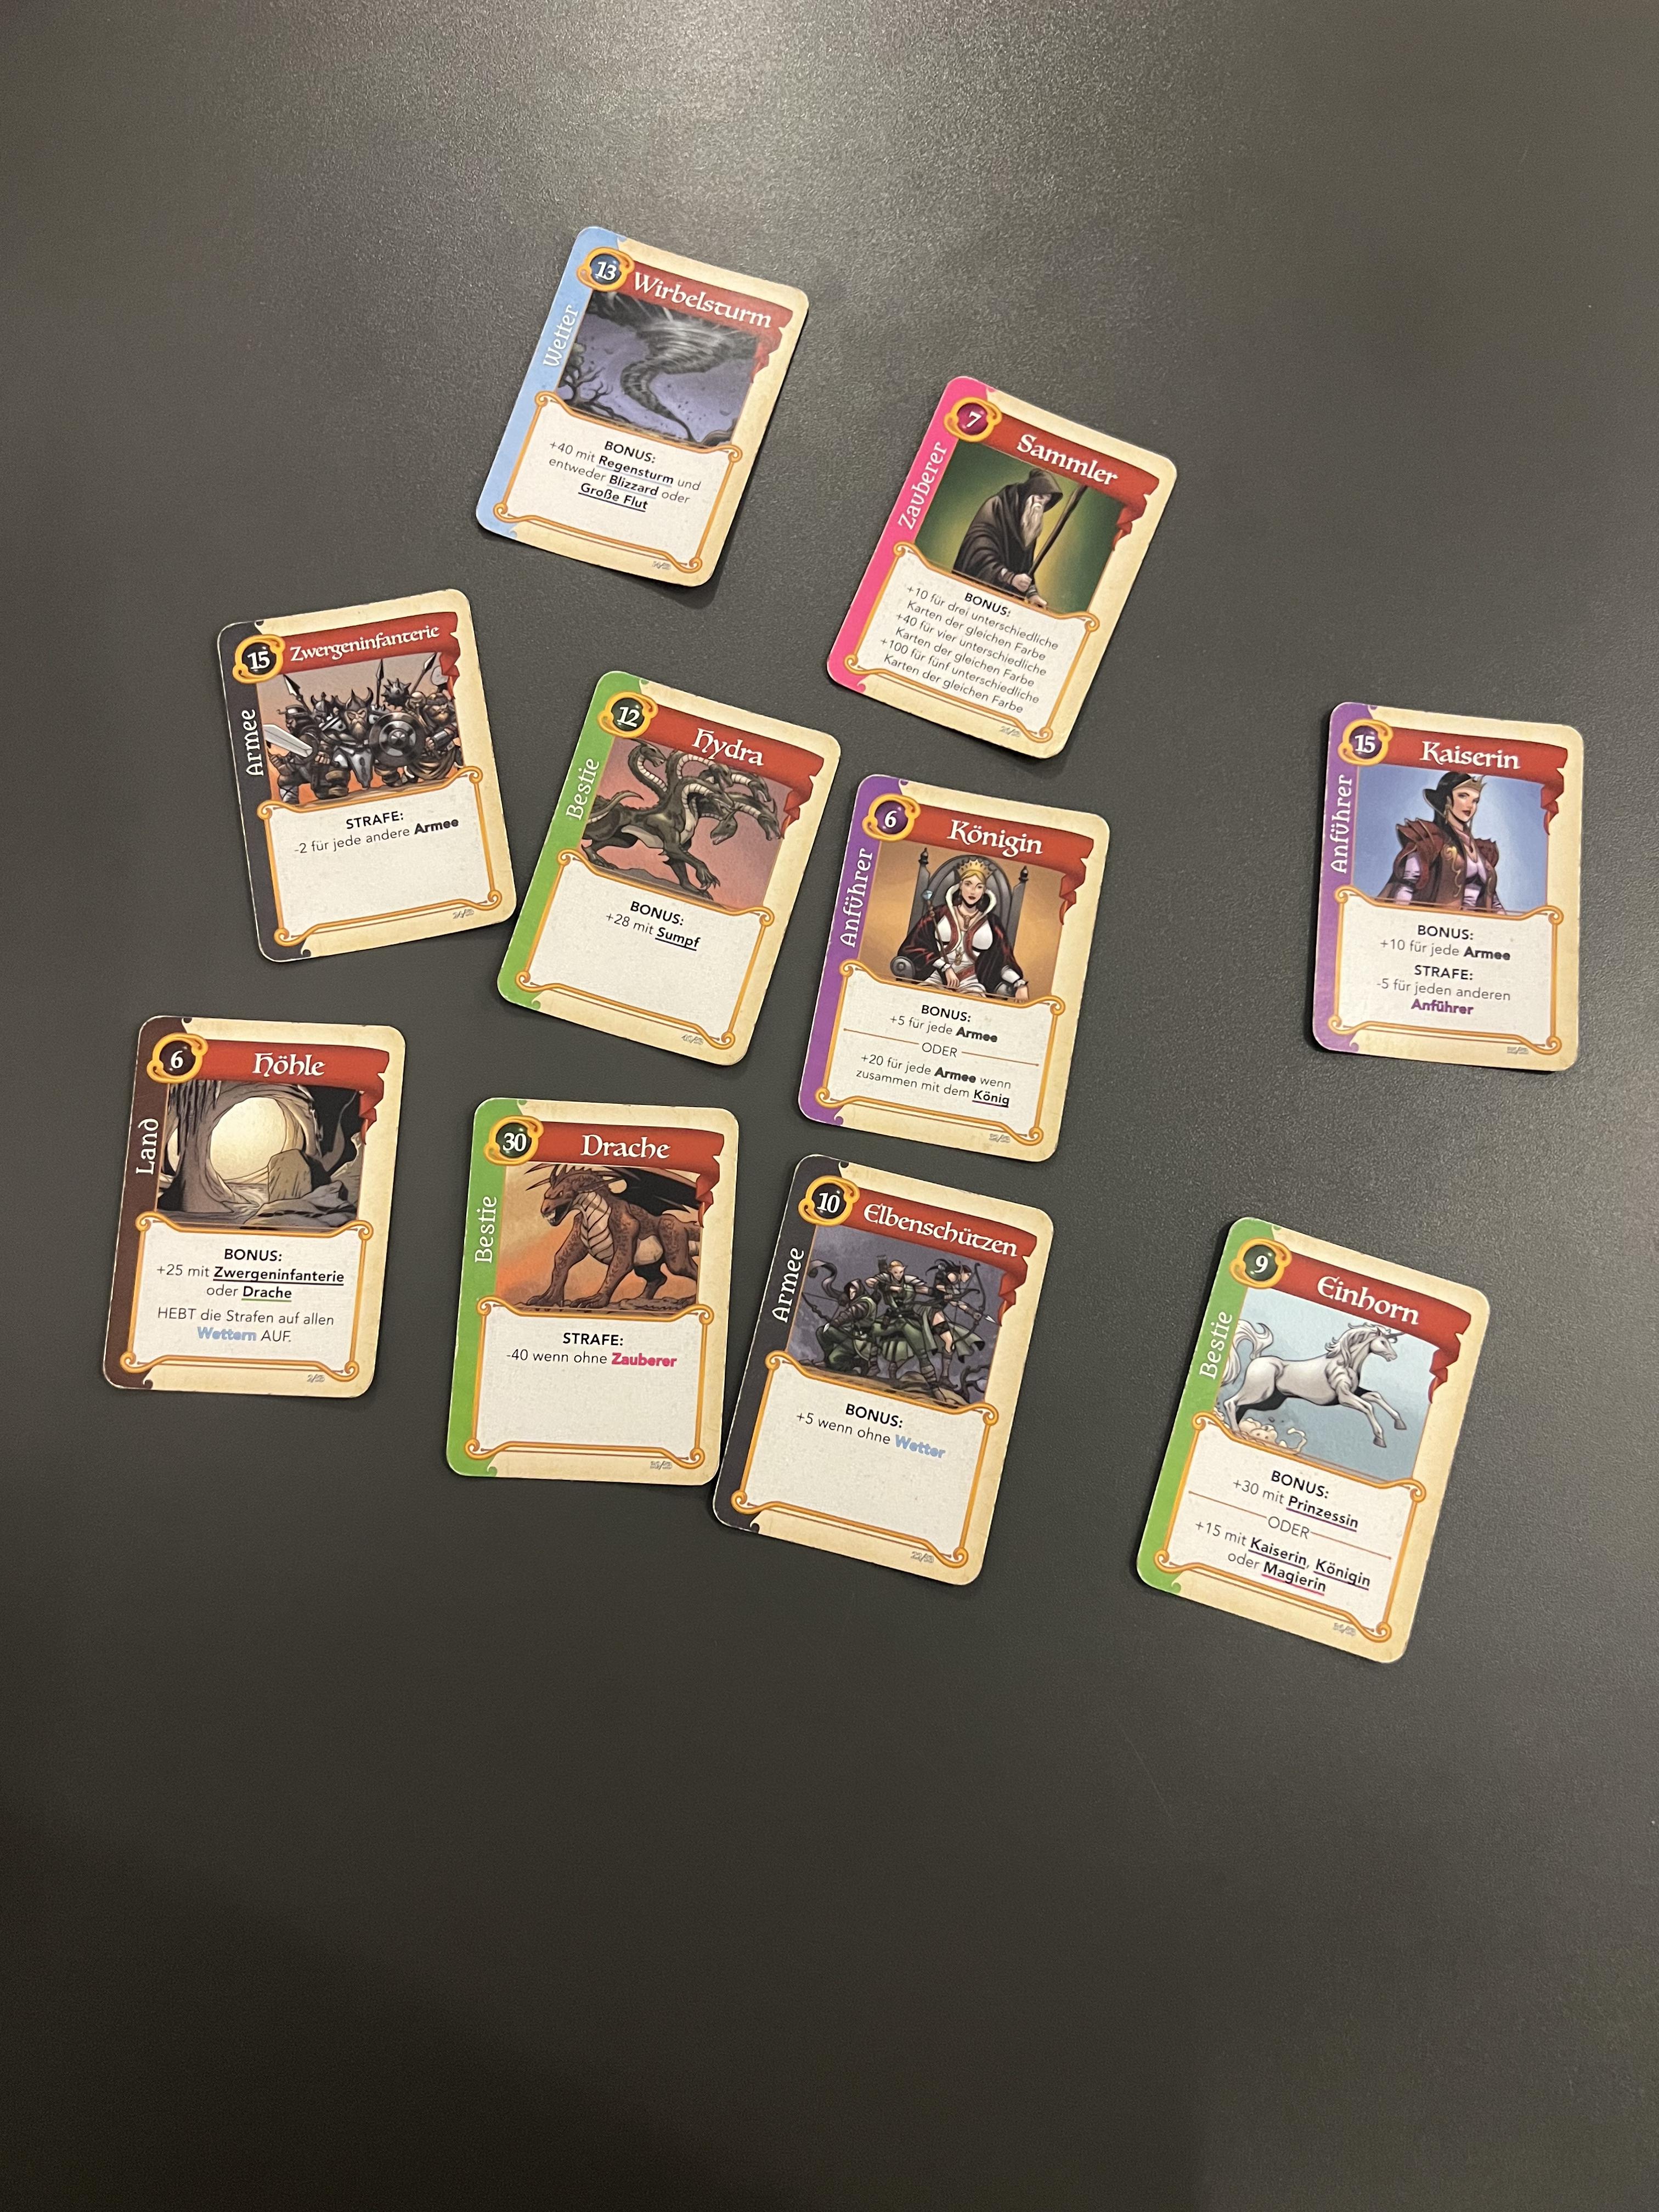 13
Wirbelsturm
Wetter
BONUS:
+40 mit Regensturm und
entweder Blizzard oder
Große Flut
7
Sammler
Zauberer
BONUS:
+10 für drei unterschiedliche
Karten der gleichen Farbe
+40 für vier unterschiedliche
Karten der gleichen Farbe
+100 für fünf unterschiedliche
Karten der gleichen Farbe
15
Zwergeninfanterie
Armee
STRAFE:
-2 für jede andere Armee
12
Hydra
Bestie
BONUS:
+28 mit Sumpf
6
Königin
Anführer
BONUS:
+5 für jede Armee
ODER
+20 für jede Armee wenn
zusammen mit dem König
15
Kaiserin
Anführer
BONUS:
+10 für jede Armee
STRAFE:
-5 für jeden anderen
Anführer
6
Höhle
Land
BONUS:
+25 mit Zwergeninfanterie
oder Drache
HEBT die Strafen auf allen
Wettern AUF.
30
Drache
Bestie
STRAFE:
-40 wenn ohne Zauberer
10
Elbenschützen
Armee
BONUS:
+5 wenn ohne Wetter
9
Einhorn
Bestie
BONUS:
+30 mit Prinzessin
ODER
+15 mit Kaiserin, Königin
oder Magierin